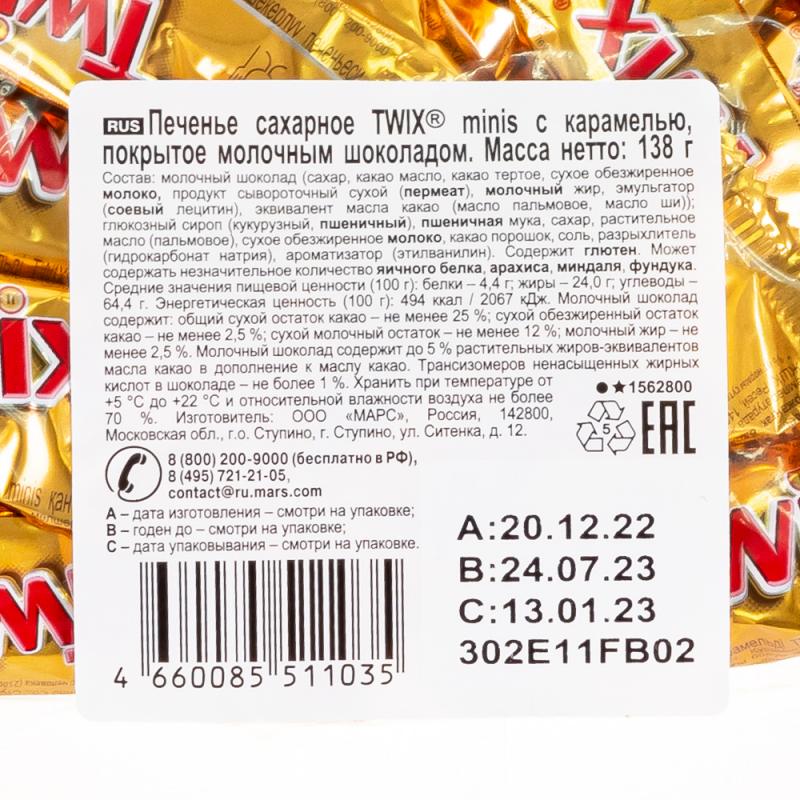 RUS Печенье сахарное TWIX® minis с карамелью,
покрытое молочным шоколадом. Масса нетто: 138 г
Состав: молочный шоколад (сахар, какао масло, какао тертое, сухое обезжиренное
молоко, продукт сывороточный сухой (пермеат), молочный жир, эмульгатор
(соевый лецитин), эквивалент масла какао (масло пальмовое, масло ши));
глюкозный сироп (кукурузный, пшеничный), пшеничная мука, сахар, растительное
масло (пальмовое), сухое обезжиренное молоко, какао порошок, соль, разрыхлитель
(гидрокарбонат натрия), ароматизатор (этилванилин). Содержит глютен. Может
содержать незначительное количество яичного белка, арахиса, миндаля, фундука.
Средние значения пищевой ценности (100 г): белки – 4,4 г; жиры – 24,0 г; углеводы –
64,4 г. Энергетическая ценность (100 г): 494 ккал / 2067 кДж. Молочный шоколад
содержит: общий сухой остаток какао – не менее 25 %; сухой обезжиренный остаток
какао – не менее 2,5 %; сухой молочный остаток – не менее 12 %; молочный жир – не
менее 2,5 %. Молочный шоколад содержит до 5 % растительных жиров-эквивалентов
масла какао в дополнение к маслу какао. Трансизомеров ненасыщенных жирных
кислот в шоколаде – не более 1 %. Хранить при температуре от
+5 °C до +22 °C и относительной влажности воздуха не более
70 %. Изготовитель: ООО «МАРС», Россия, 142800,
Московская обл., г.о. Ступино, г. Ступино, ул. Ситенка, д. 12.
●★1562800
5 EAC
8 (800) 200-9000 (бесплатно в РФ),
8 (495) 721-21-05,
contact@ru.mars.com
А – дата изготовления – смотри на упаковке;
В – годен до – смотри на упаковке;
С – дата упаковывания – смотри на упаковке.
A:20.12.22
B:24.07.23
C:13.01.23
302E11FB02
4 660085 511035